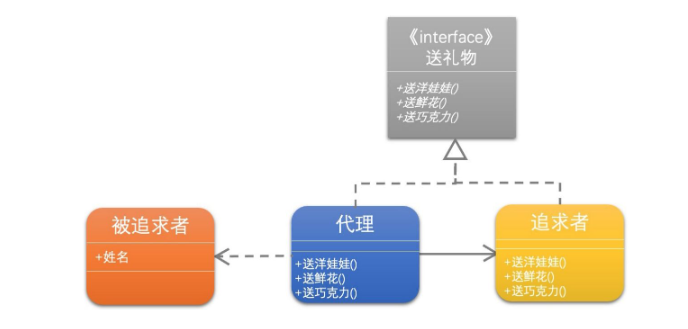 《interface》
送礼物
+送洋娃娃()
+送鲜花()
+送巧克力()
被追求者
+姓名
代理
+送洋娃娃()
+送鲜花()
+送巧克力()
追求者
+送洋娃娃()
+送鲜花()
+送巧克力()